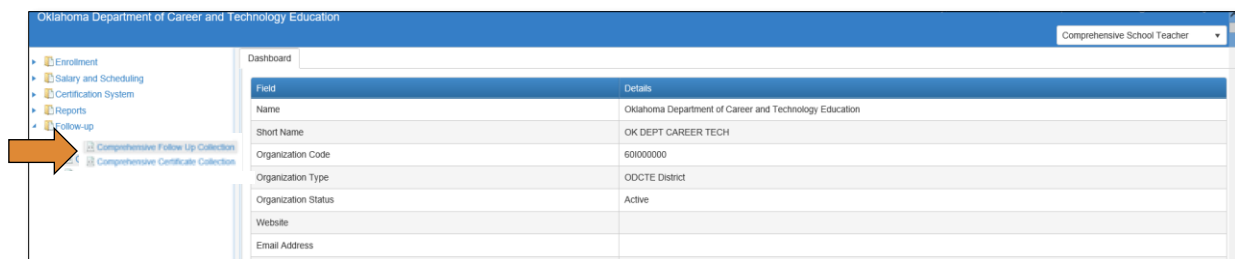 Oklahoma Department of Career and Technology Education
Comprehensive School Teacher
Enrollment
Salary and Scheduling
Certification System
Reports
Follow-up
Comprehensive Follow Up Collection
Comprehensive Certificate Collection
Dashboard
Field Details
Name Oklahoma Department of Career and Technology Education
Short Name OK DEPT CAREER TECH
Organization Code 60I000000
Organization Type ODCTE District
Organization Status Active
Website
Email Address